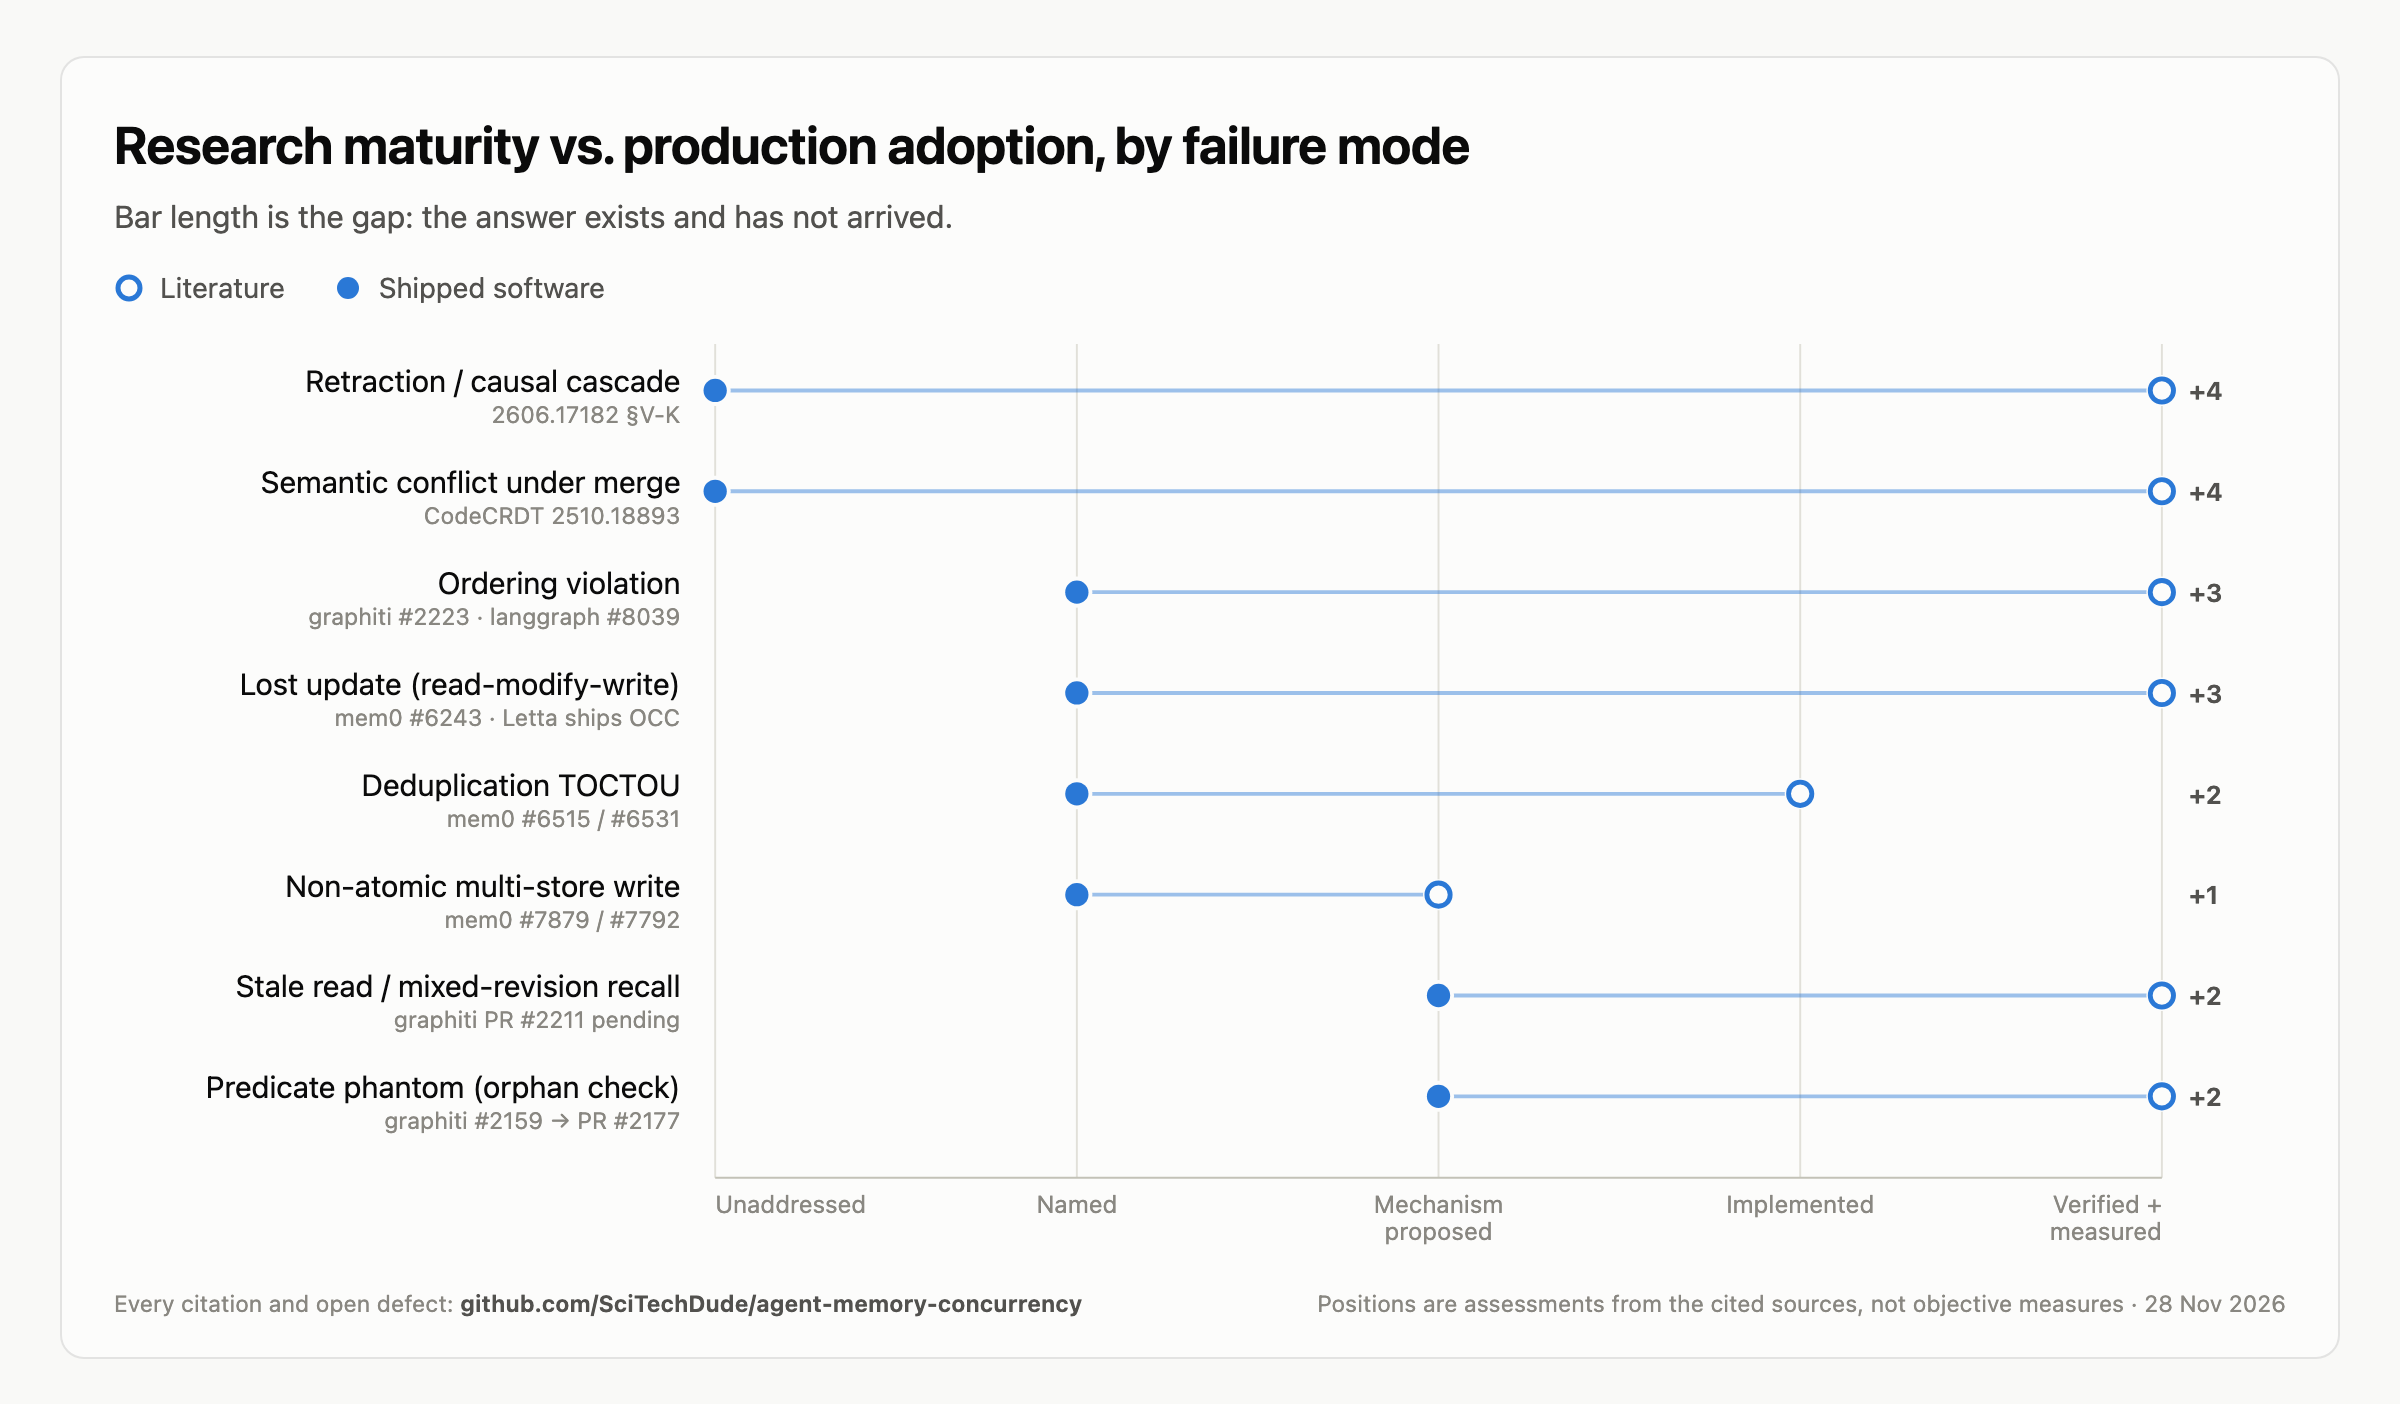 Research maturity vs. production adoption, by failure mode
Bar length is the gap: the answer exists and has not arrived.
Literature
Shipped software
Retraction / causal cascade
2606.17182 §V-K
+4
Semantic conflict under merge
CodeCRDT 2510.18893
+4
Ordering violation
graphiti #2223 · langgraph #8039
+3
Lost update (read-modify-write)
mem0 #6243 · Letta ships OCC
+3
Deduplication TOCTOU
mem0 #6515 / #6531
+2
Non-atomic multi-store write
mem0 #7879 / #7792
+1
Stale read / mixed-revision recall
graphiti PR #2211 pending
+2
Predicate phantom (orphan check)
graphiti #2159 → PR #2177
+2
Unaddressed
Named
Mechanism
proposed
Implemented
Verified +
measured
Every citation and open defect: github.com/SciTechDude/agent-memory-concurrency
Positions are assessments from the cited sources, not objective measures · 28 Nov 2026